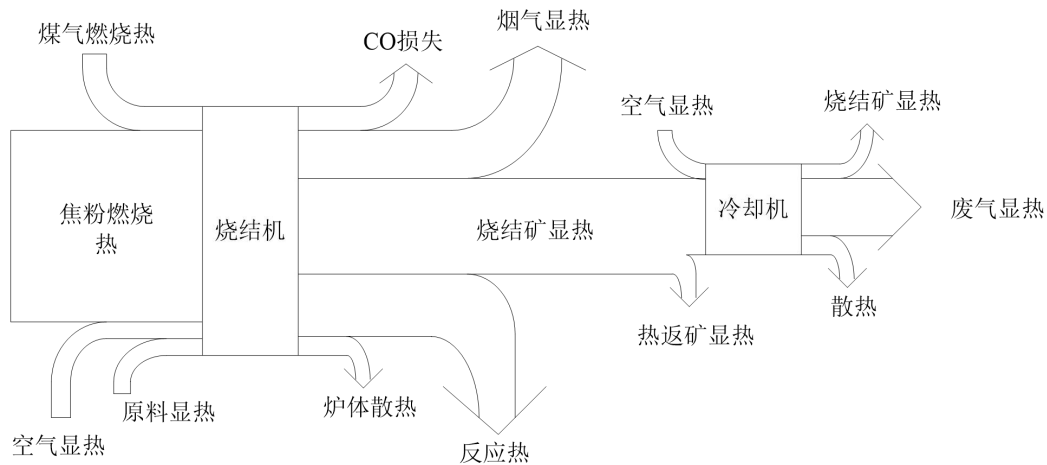 煤气燃烧热
CO损失
烟气显热
空气显热
烧结矿显热
焦粉燃烧
热
烧结机
烧结矿显热
冷却机
废气显热
散热
热返矿显热
原料显热
炉体散热
空气显热
反应热